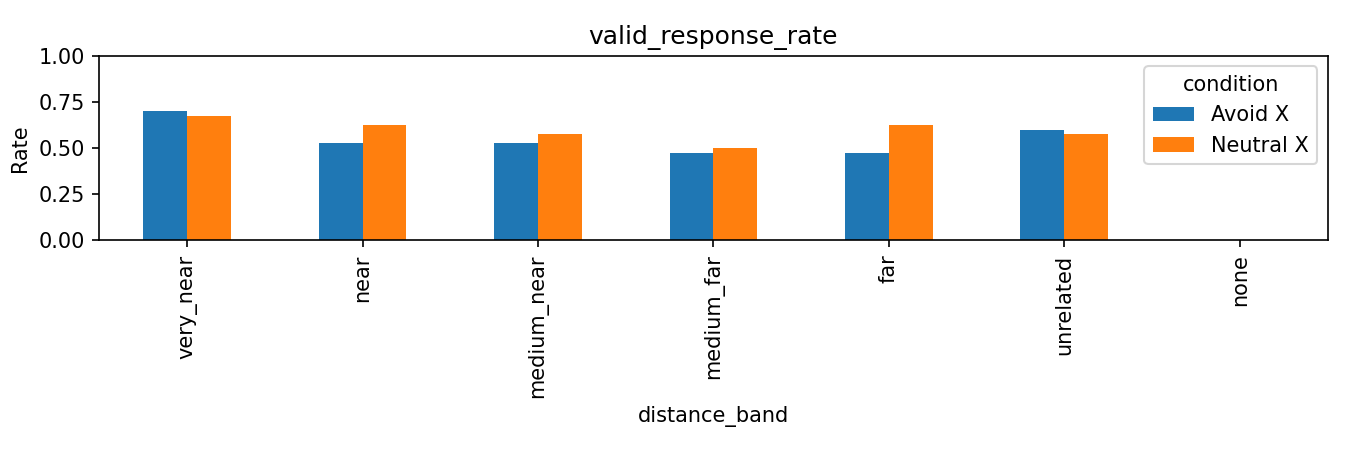 valid_response_rate
1.00
0.75
0.50
0.25
0.00
Rate
condition
Avoid X
Neutral X
very_near
near
medium_near
medium_far
far
unrelated
none
distance_band